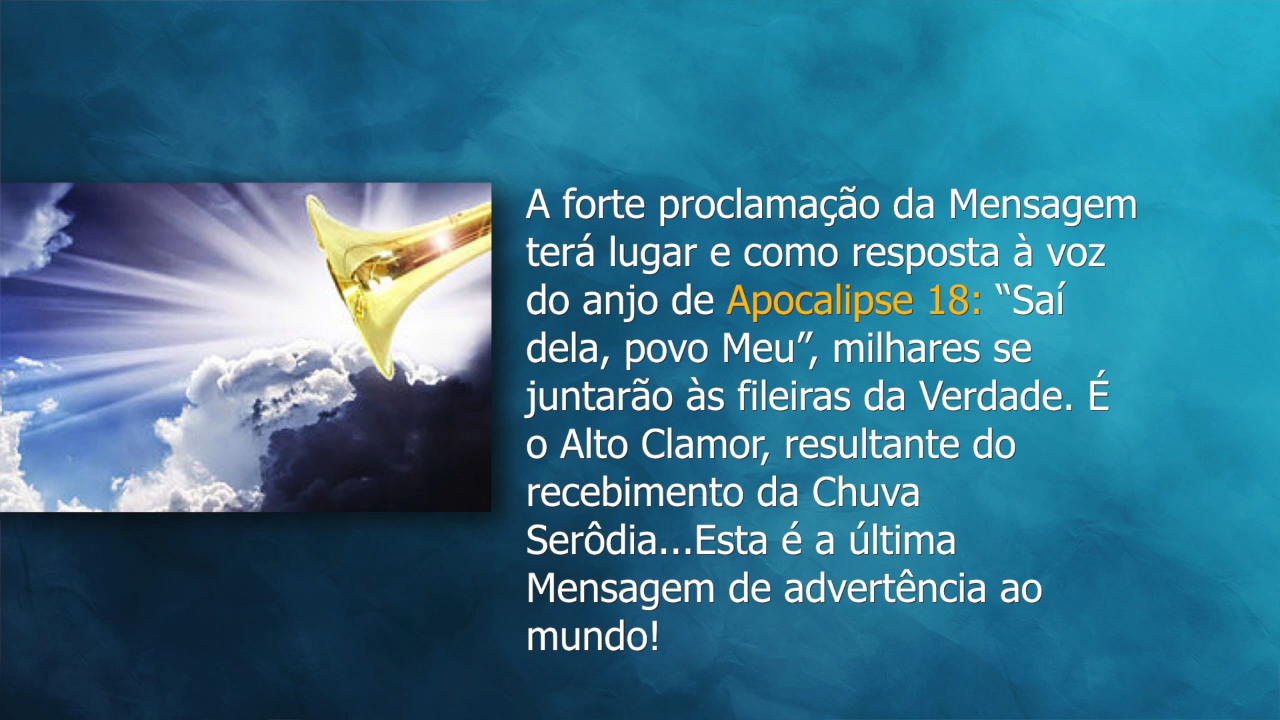 A forte proclamação da Mensagem
terá lugar e como resposta à voz
do anjo de Apocalipse 18: “Saí
dela, povo Meu”, milhares se
juntarão às fileiras da Verdade. É
o Alto Clamor, resultante do
recebimento da Chuva
Serôdia...Esta é a última
Mensagem de advertência ao
mundo!